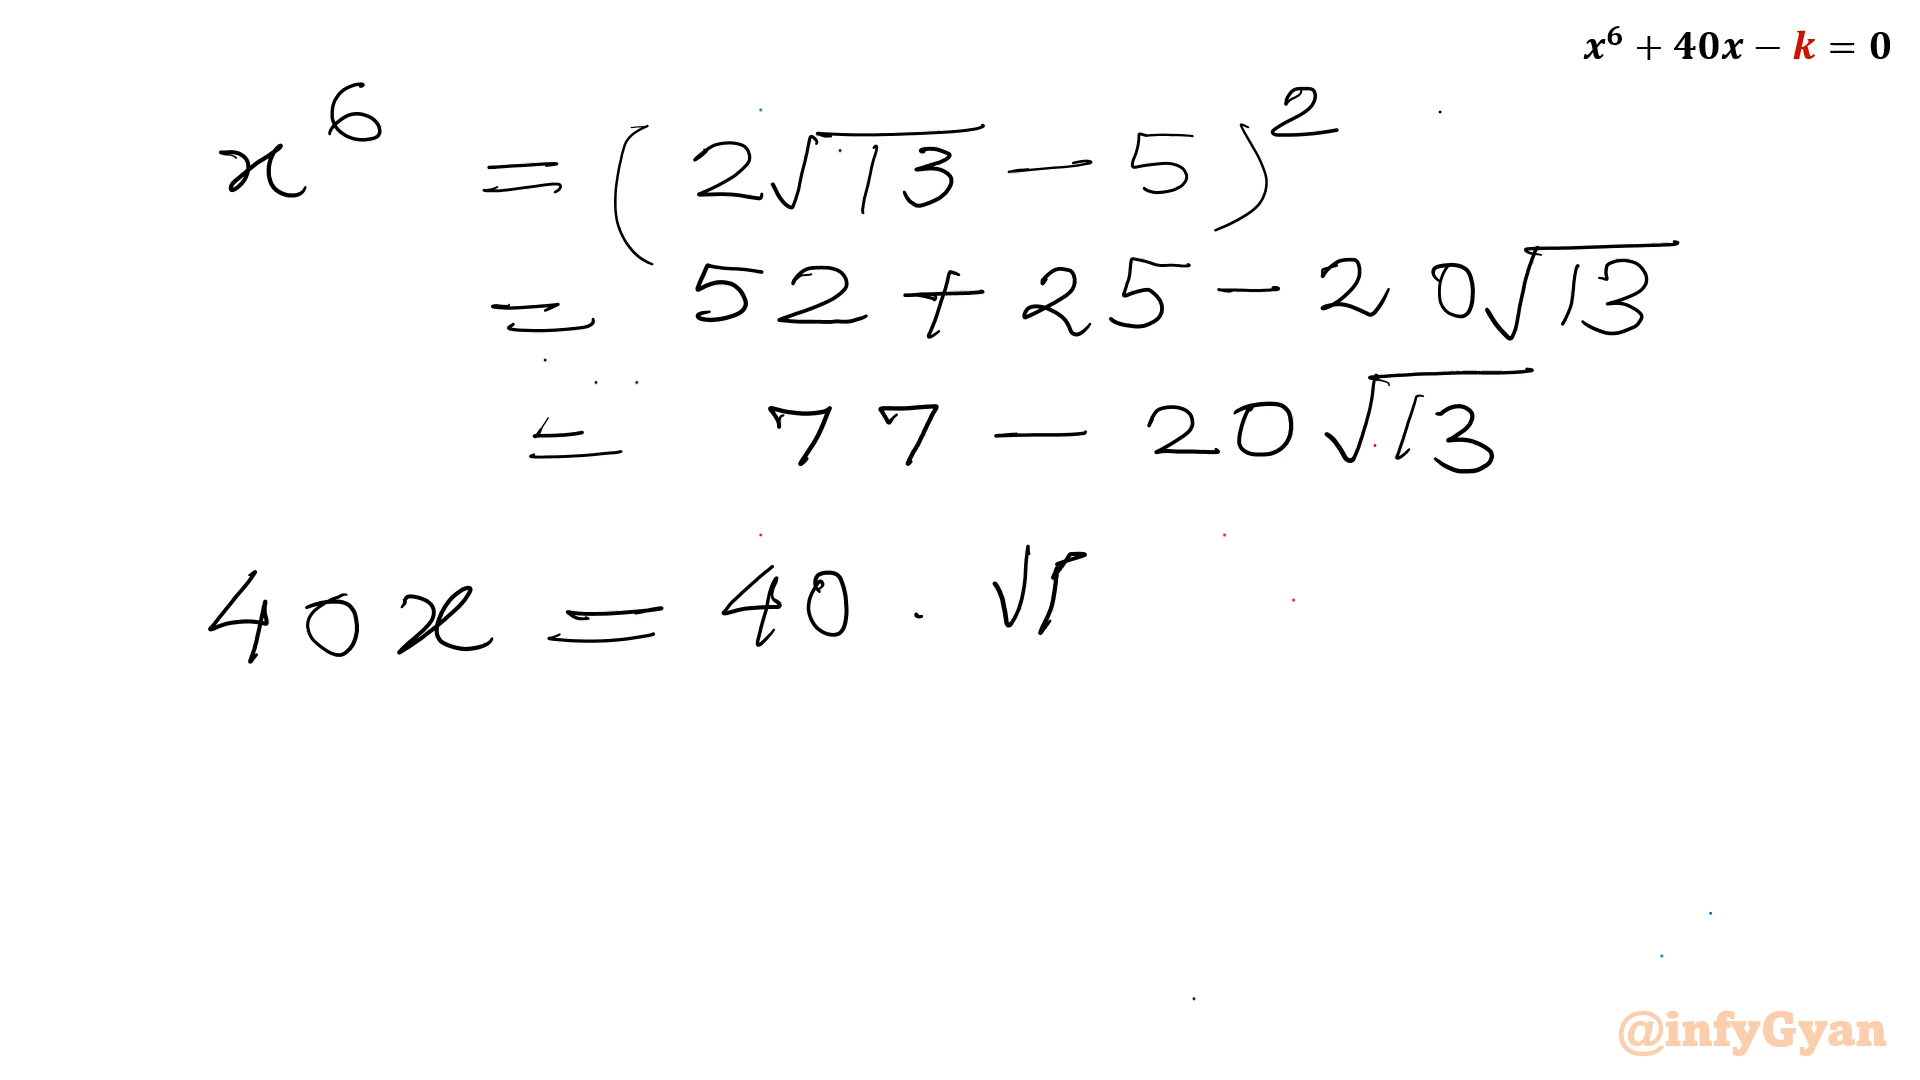 x⁶ + 40x − k = 0
x⁶ = (2√13 − 5)²
= 52 + 25 − 20√13
= 77 − 20√13
40x = 40 . √
@infyGyan